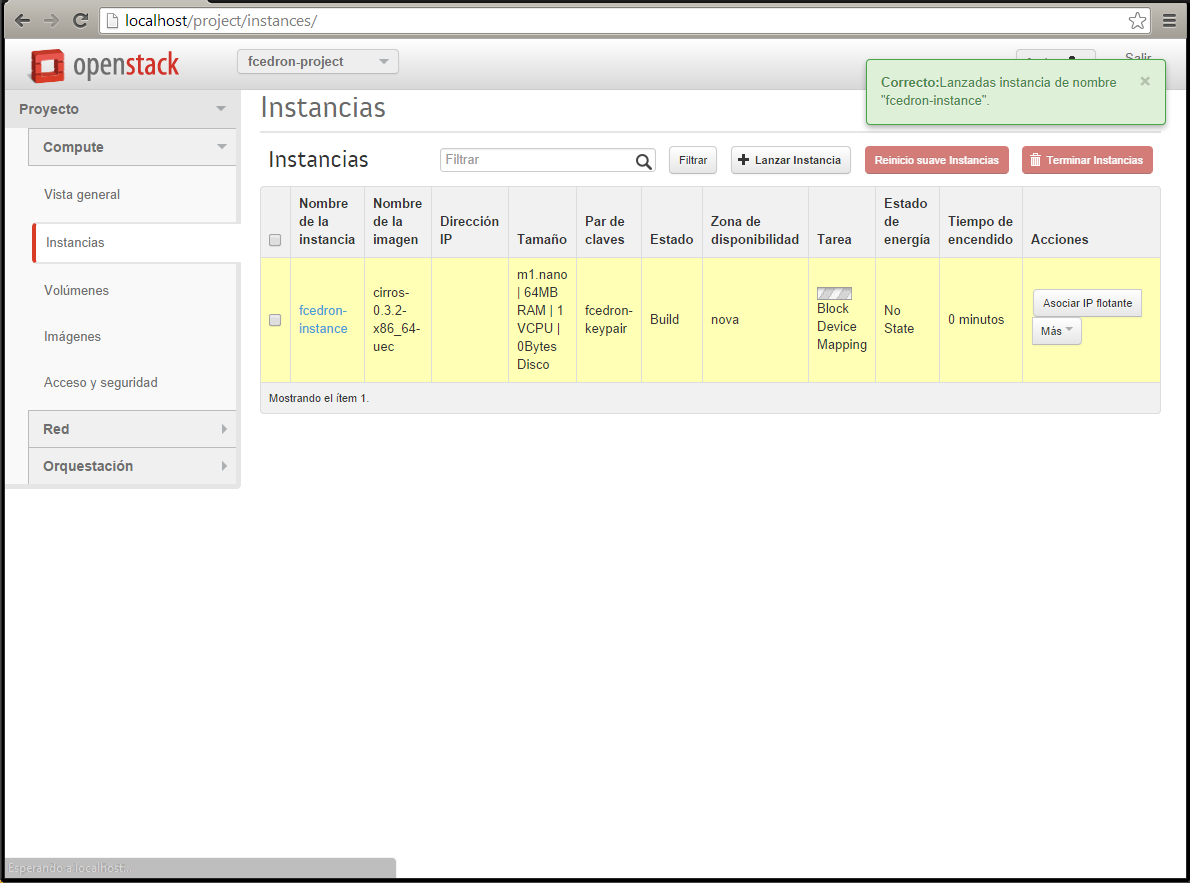 localhost/project/instances/
openstack
fcedron-project
Salir
Correcto:Lanzadas instancia de nombre
"fcedron-instance".
×
Proyecto
Compute
Vista general
Instancias
Volúmenes
Imágenes
Acceso y seguridad
Red
Orquestación
Instancias
Instancias
Filtrar
Filtrar
Lanzar Instancia
Reinicio suave Instancias
Terminar Instancias
Nombre
de la
instancia
Nombre
de la
imagen
Dirección
IP
Tamaño
Par de
claves
Estado
Zona de
disponibilidad
Tarea
Estado
de
energía
Tiempo de
encendido
Acciones
fcedron-
instance
cirros-
0.3.2-
x86_64-
uec
m1.nano
| 64MB
RAM | 1
VCPU |
0Bytes
Disco
fcedron-
keypair
Build
nova
Block
Device
Mapping
No
State
0 minutos
Asociar IP flotante
Más
Mostrando el ítem 1.
Esperando a localhost...